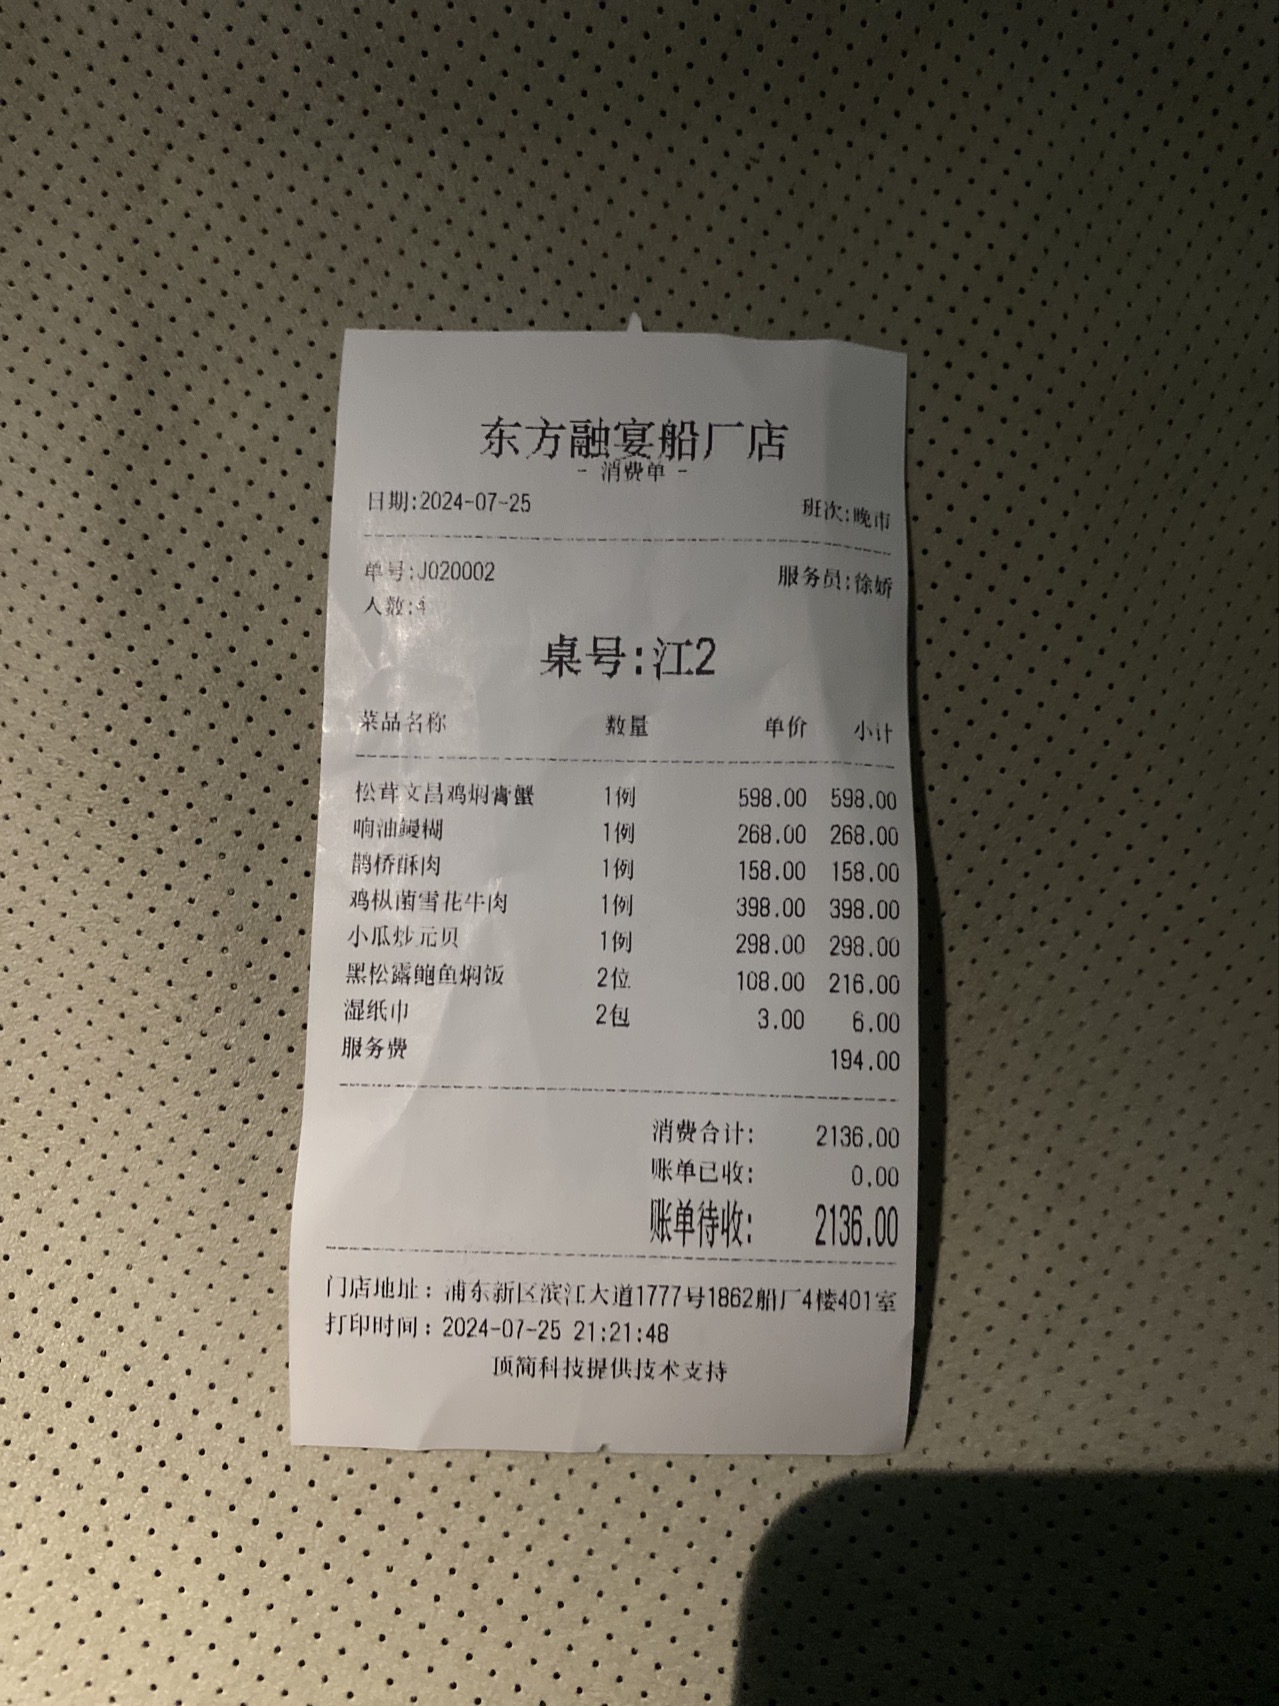 东方融宴船厂店
- 消费单 -
日期:2024-07-25 班次:晚市
单号:J020002 服务员:徐娇
人数:4
桌号:江2
菜品名称 数量 单价 小计
松茸文昌鸡焖膏蟹 1例 598.00 598.00
响油鳗糊 1例 268.00 268.00
鹊桥酥肉 1例 158.00 158.00
鸡枞菌雪花牛肉 1例 398.00 398.00
小瓜炒元贝 1例 298.00 298.00
黑松露鲍鱼焖饭 2位 108.00 216.00
湿纸巾 2包 3.00 6.00
服务费 194.00
消费合计: 2136.00
账单已收: 0.00
账单待收: 2136.00
门店地址: 浦东新区滨江大道1777号1862船厂4楼401室
打印时间: 2024-07-25 21:21:48
顶简科技提供技术支持